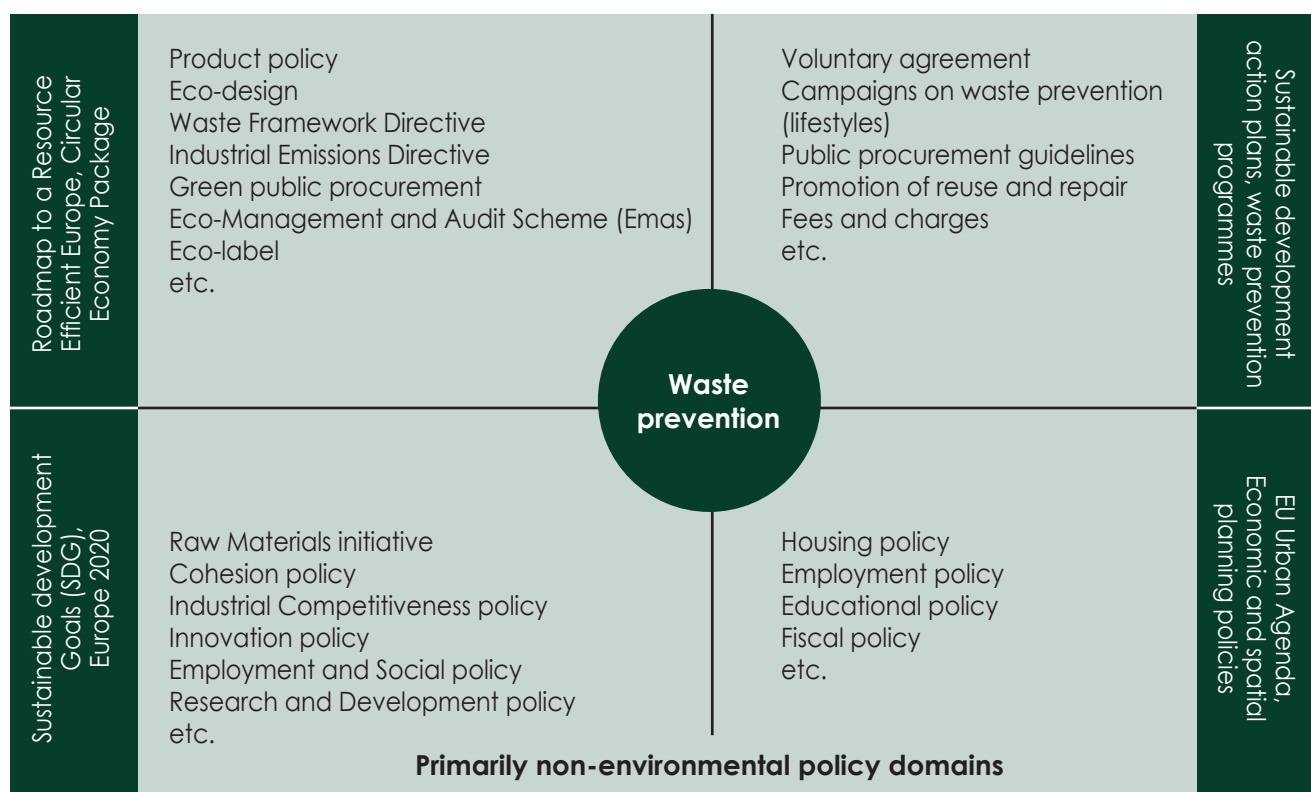 Roadmap to a Resource
Efficient Europe, Circular
Economy Package
Product policy
Eco-design
Waste Framework Directive
Industrial Emissions Directive
Green public procurement
Eco-Management and Audit Scheme (Emas)
Eco-label
etc.
Voluntary agreement
Campaigns on waste prevention
(lifestyles)
Public procurement guidelines
Promotion of reuse and repair
Fees and charges
etc.
Sustainable development
action plans, waste prevention
programmes
Waste
prevention
Sustainable development
Goals (SDG),
Europe 2020
Raw Materials initiative
Cohesion policy
Industrial Competitiveness policy
Innovation policy
Employment and Social policy
Research and Development policy
etc.
Housing policy
Employment policy
Educational policy
Fiscal policy
etc.
EU Urban Agenda,
Economic and spatial
planning policies
Primarily non-environmental policy domains